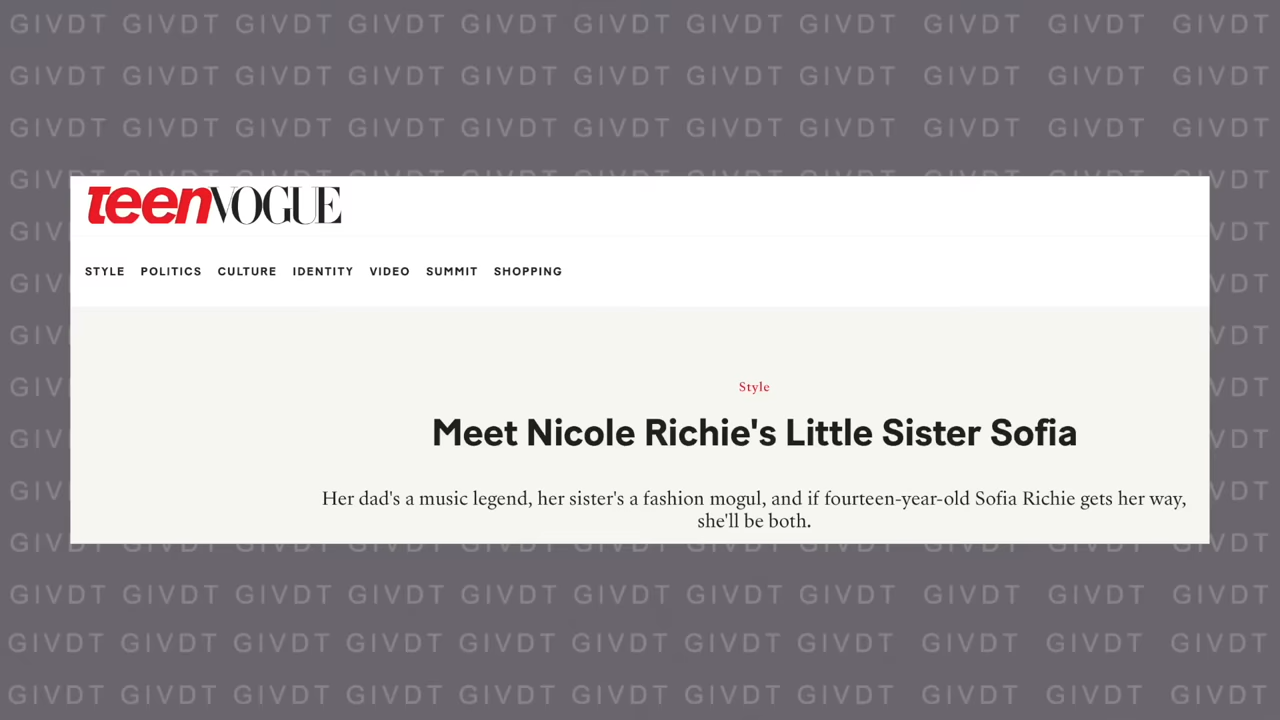 GIVDT GIVDT GIVDT GIVDT GIVDT GIVDT GIVDT GIVDT GIVDT GIVDT GIVDT
GIVDT GIVDT GIVDT GIVDT GIVDT GIVDT GIVDT GIVDT GIVDT GIVDT GIVDT
GIVDT GIVDT GIVDT GIVDT GIVDT GIVDT GIVDT GIVDT GIVDT GIVDT GIVDT
teenVOGUE
STYLE POLITICS CULTURE IDENTITY VIDEO SUMMIT SHOPPING
Style
Meet Nicole Richie's Little Sister Sofia
Her dad's a music legend, her sister's a fashion mogul, and if fourteen-year-old Sofia Richie gets her way,
she'll be both.
GIVDT GIVDT GIVDT GIVDT GIVDT GIVDT GIVDT GIVDT GIVDT GIVDT GIVDT
GIVDT GIVDT GIVDT GIVDT GIVDT GIVDT GIVDT GIVDT GIVDT GIVDT GIVDT
GIVDT GIVDT GIVDT GIVDT GIVDT GIVDT GIVDT GIVDT GIVDT GIVDT GIVDT